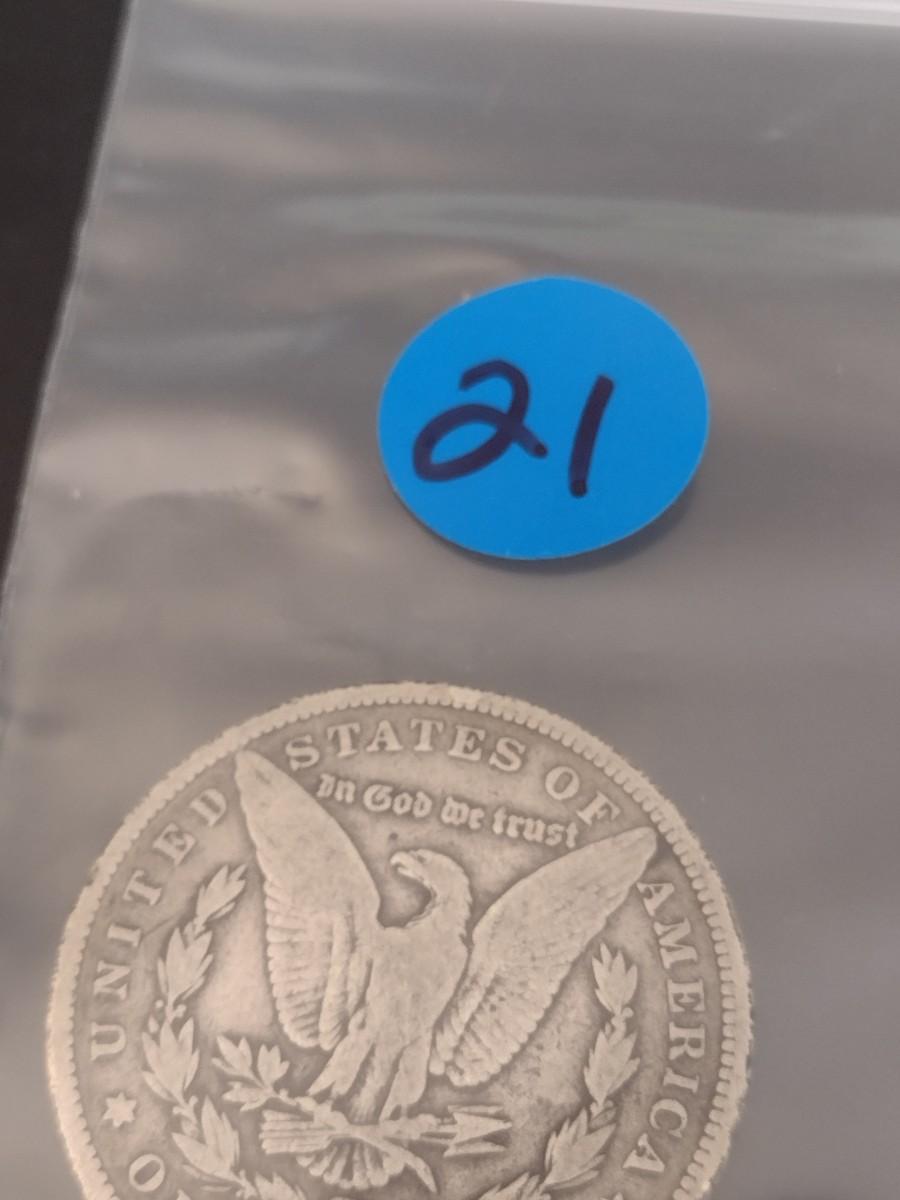 21
UNITED STATES OF AMERICA
In God we trust